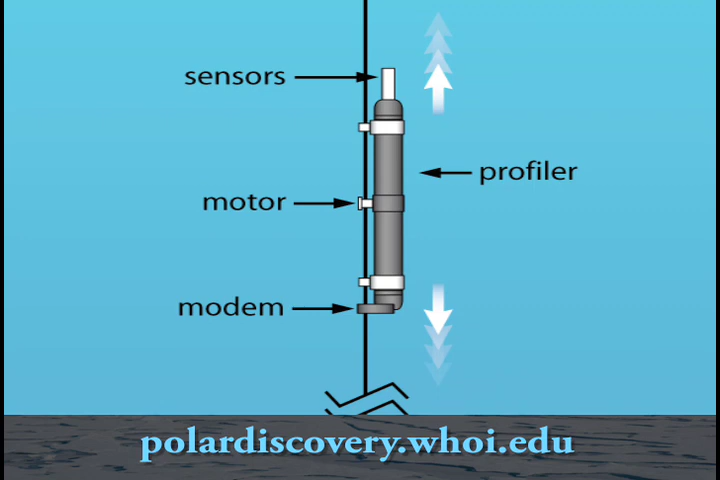 sensors
profiler
motor
modem
polardiscovery.whoi.edu